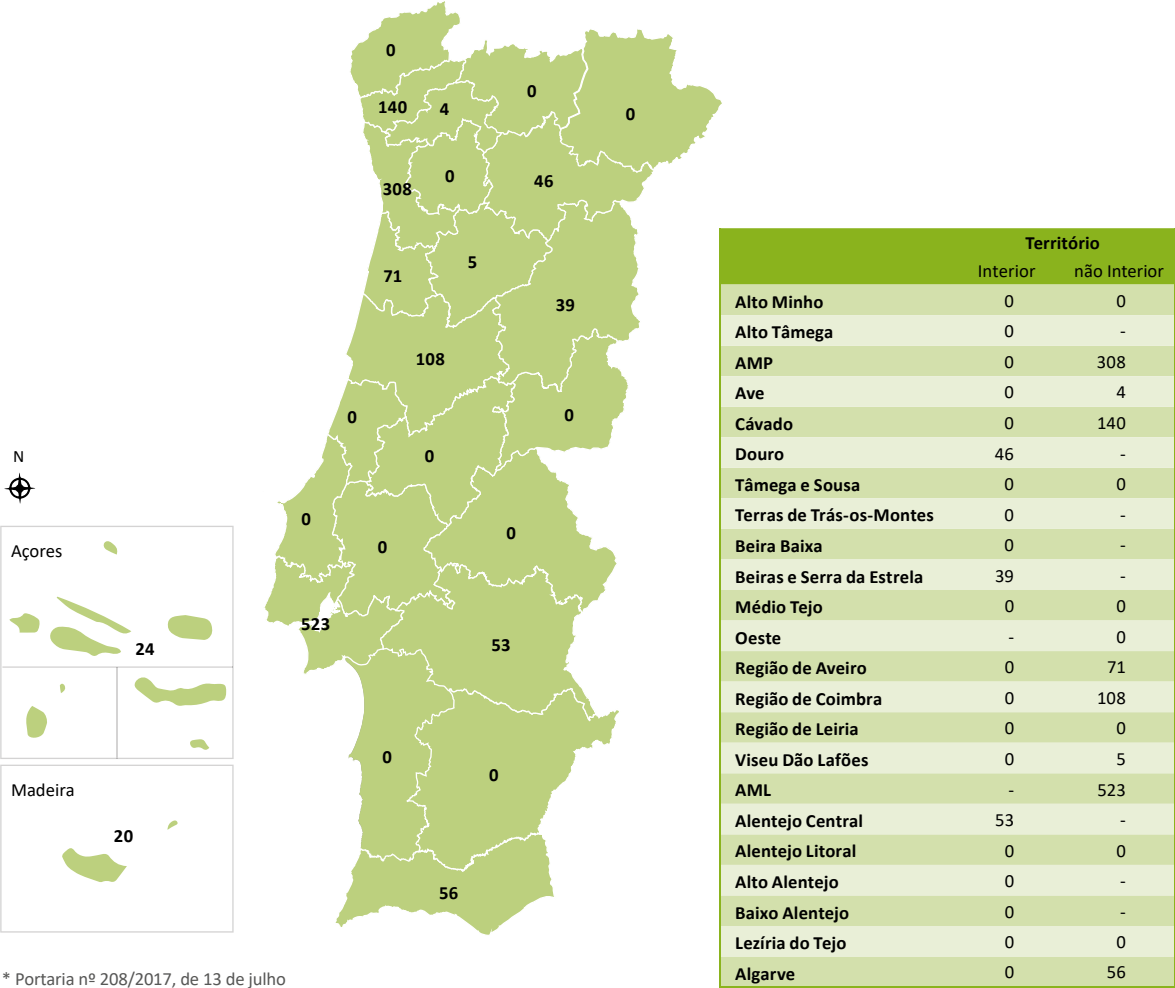 0
0
0
140
4
308
0
46
71
5
39
108
0
0
0
0
0
0
523
53
0
0
56
N
Açores
24
Madeira
20
Território
Interior não Interior
Alto Minho 0 0
Alto Tâmega 0 -
AMP 0 308
Ave 0 4
Cávado 0 140
Douro 46 -
Tâmega e Sousa 0 0
Terras de Trás-os-Montes 0 -
Beira Baixa 0 -
Beiras e Serra da Estrela 39 -
Médio Tejo 0 0
Oeste - 0
Região de Aveiro 0 71
Região de Coimbra 0 108
Região de Leiria 0 0
Viseu Dão Lafões 0 5
AML - 523
Alentejo Central 53 -
Alentejo Litoral 0 0
Alto Alentejo 0 -
Baixo Alentejo 0 -
Lezíria do Tejo 0 0
Algarve 0 56
* Portaria nº 208/2017, de 13 de julho